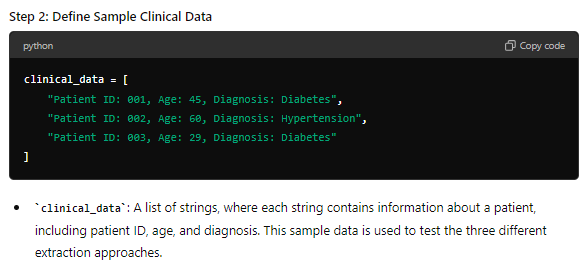 Step 2: Define Sample Clinical Data
python
Copy code
clinical_data = [
    "Patient ID: 001, Age: 45, Diagnosis: Diabetes",
    "Patient ID: 002, Age: 60, Diagnosis: Hypertension",
    "Patient ID: 003, Age: 29, Diagnosis: Diabetes"
]
• `clinical_data`: A list of strings, where each string contains information about a patient,
including patient ID, age, and diagnosis. This sample data is used to test the three different
extraction approaches.